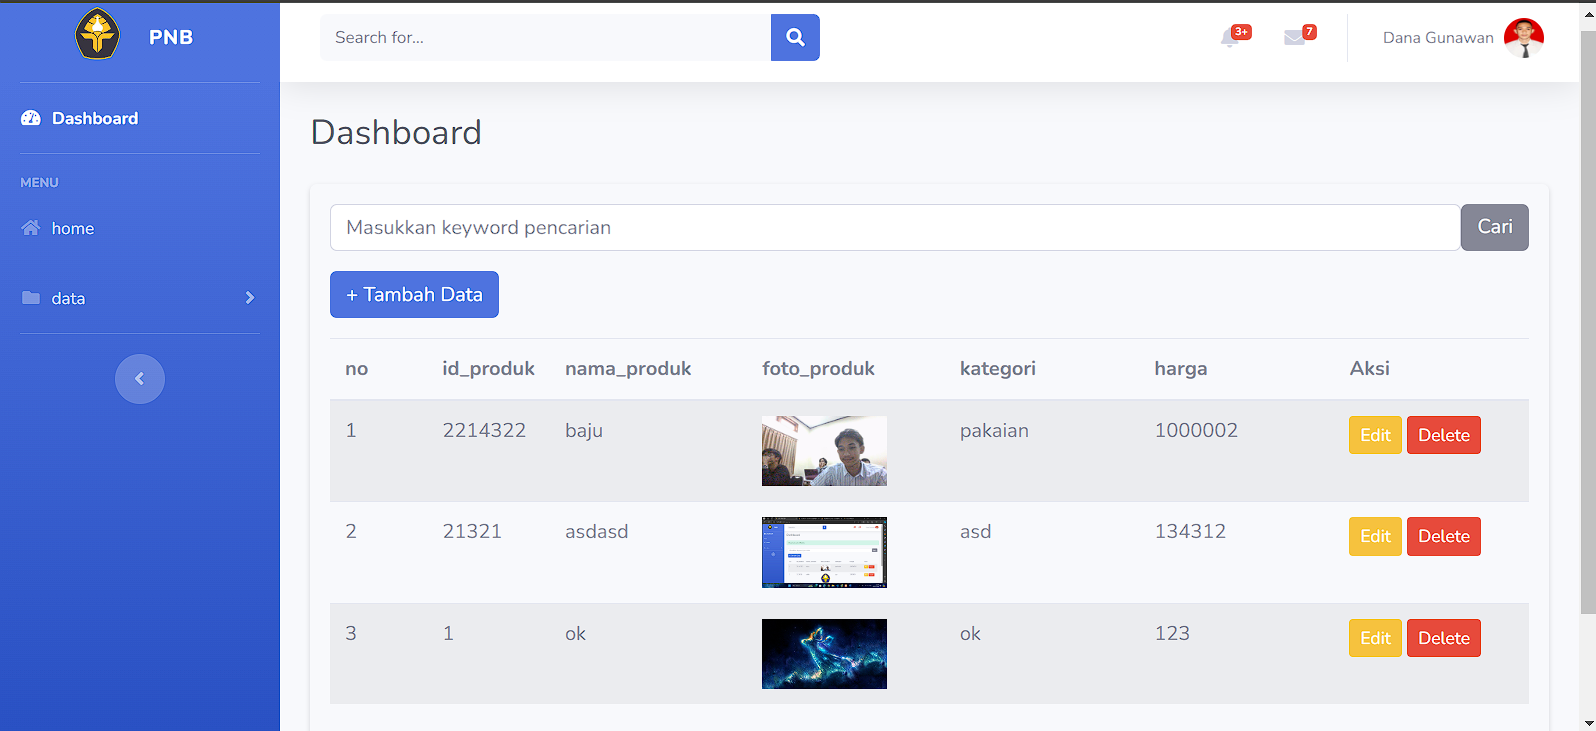 PNB
Search for...
3+
7
Dana Gunawan
Dashboard
MENU
home
data
Dashboard
Masukkan keyword pencarian
Cari
+ Tambah Data
no id_produk nama_produk foto_produk kategori harga Aksi
1 2214322 baju pakaian 1000002 Edit Delete
2 21321 asdasd asd 134312 Edit Delete
3 1 ok ok 123 Edit Delete